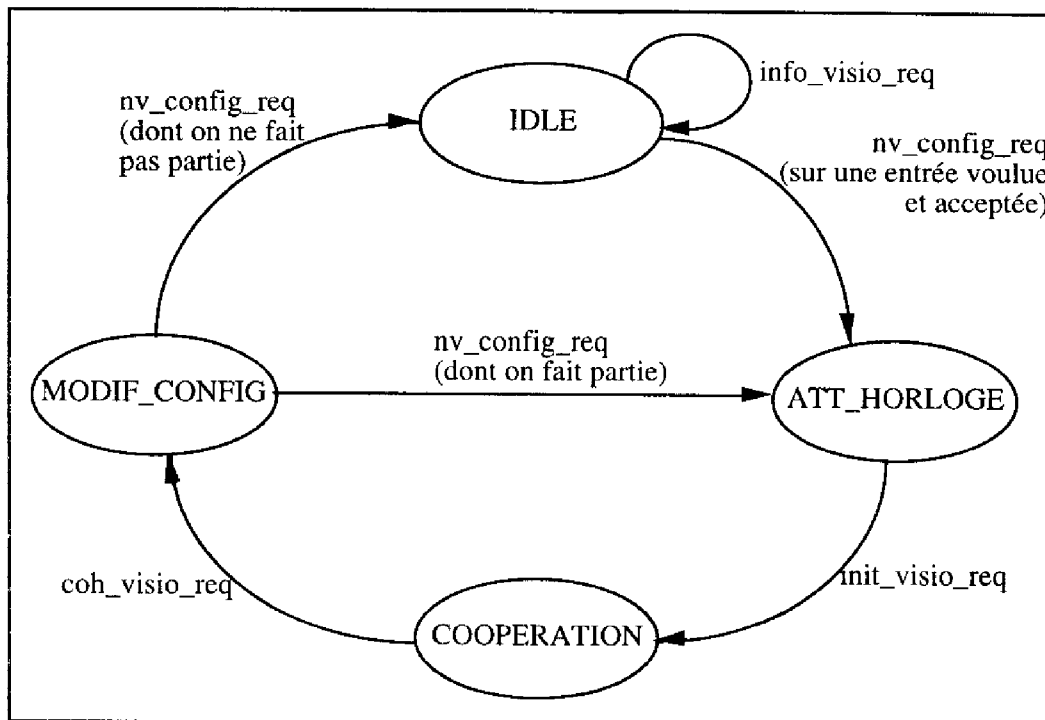 info_visio_req
nv_config_req
(dont on ne fait
pas partie)
IDLE
nv_config_req
(sur une entrée voulue
et acceptée)
nv_config_req
(dont on fait partie)
MODIF_CONFIG
ATT_HORLOGE
coh_visio_req
init_visio_req
COOPERATION